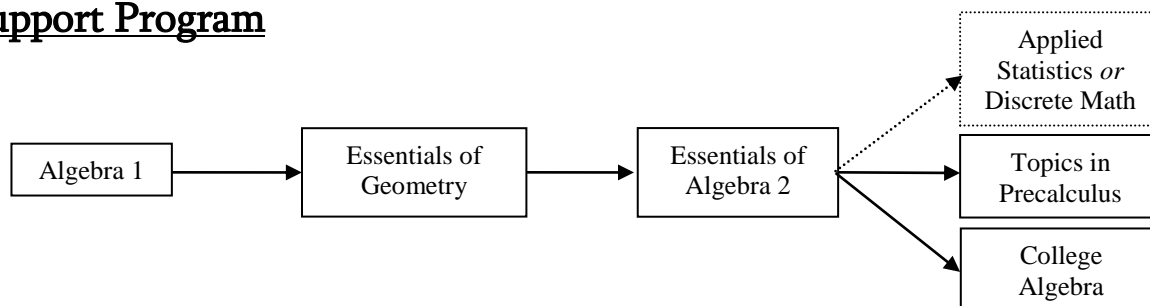 upport Program
Applied
Statistics or
Discrete Math
Algebra 1
Essentials of
Geometry
Essentials of
Algebra 2
Topics in
Precalculus
College
Algebra